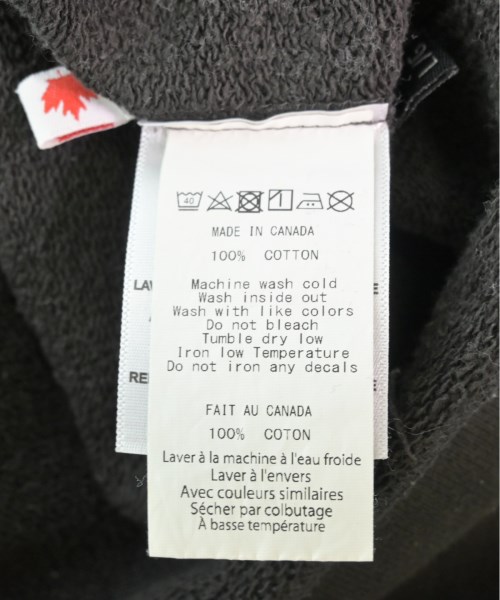 40
MADE IN CANADA
100% COTTON
Machine wash cold
Wash inside out
Wash with like colors
Do not bleach
Tumble dry low
Iron low Temperature
Do not iron any decals
FAIT AU CANADA
100% COTON
Laver à la machine à l'eau froide
Laver à l'envers
Avec couleurs similaires
Sécher par colbutage
À basse température